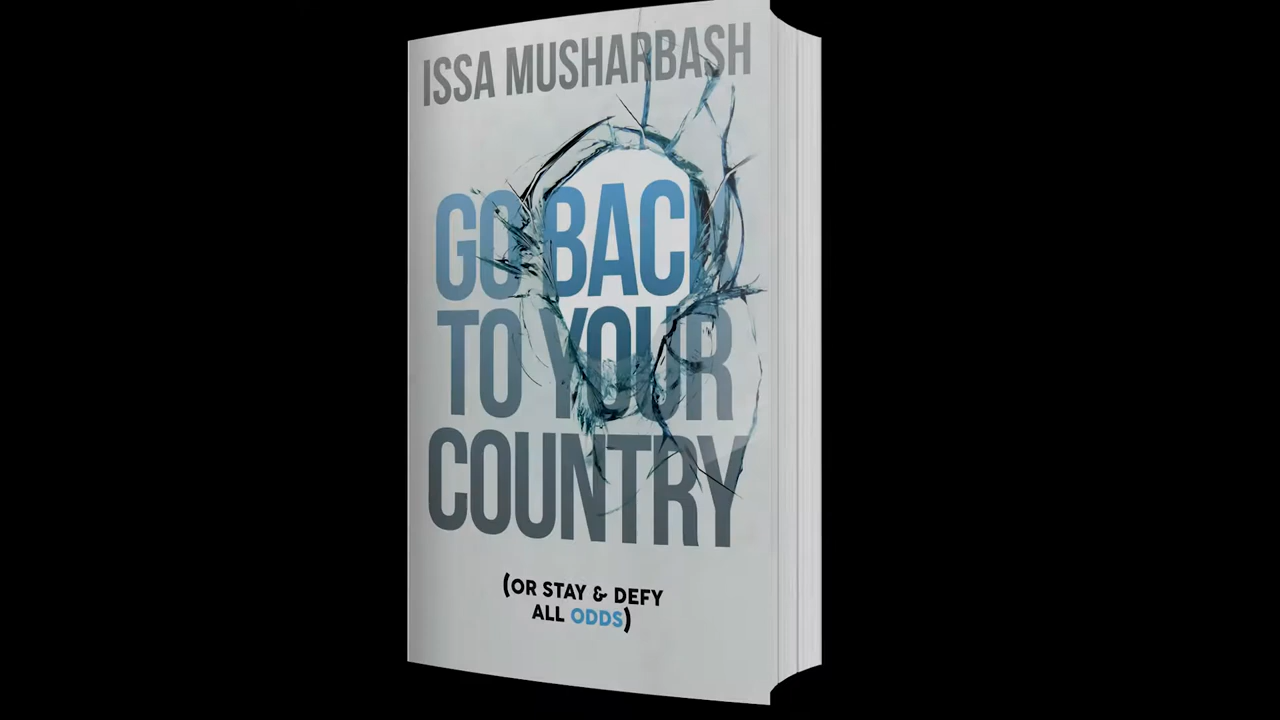 ISSA MUSHARBASH
GO BACK
TO YOUR
COUNTRY
(OR STAY & DEFY
ALL ODDS)